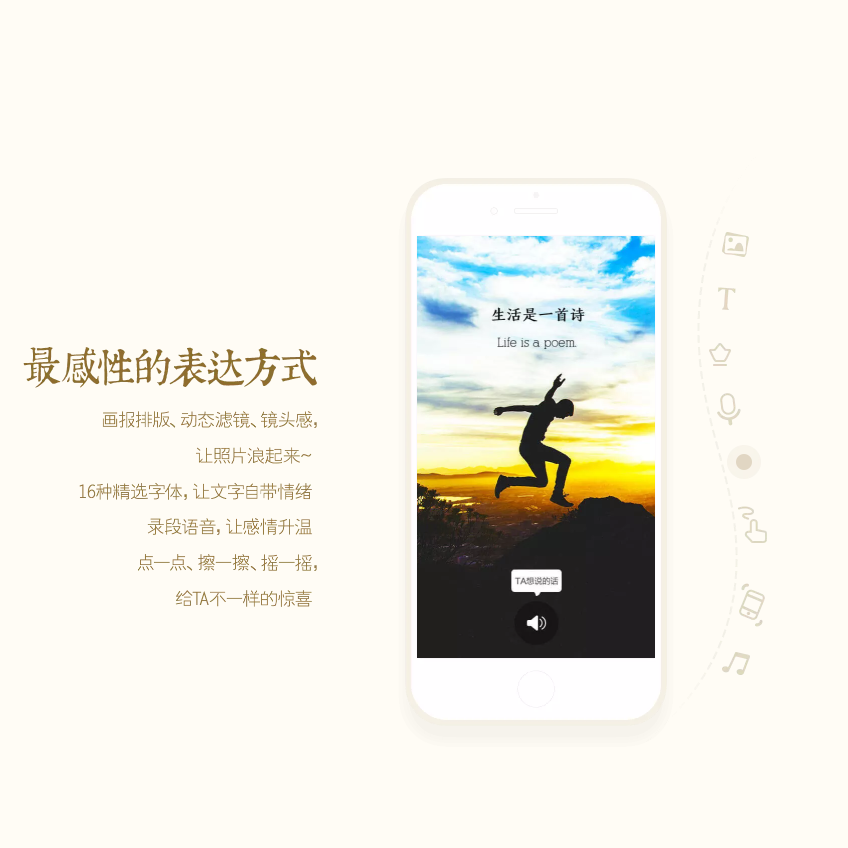 最感性的表达方式
画报排版、动态滤镜、镜头感,
让照片浪起来~
16种精选字体, 让文字自带情绪
录段语音, 让感情升温
点一点、擦一擦、摇一摇,
给TA不一样的惊喜
生活是一首诗
Life is a poem.
TA想说的话
T